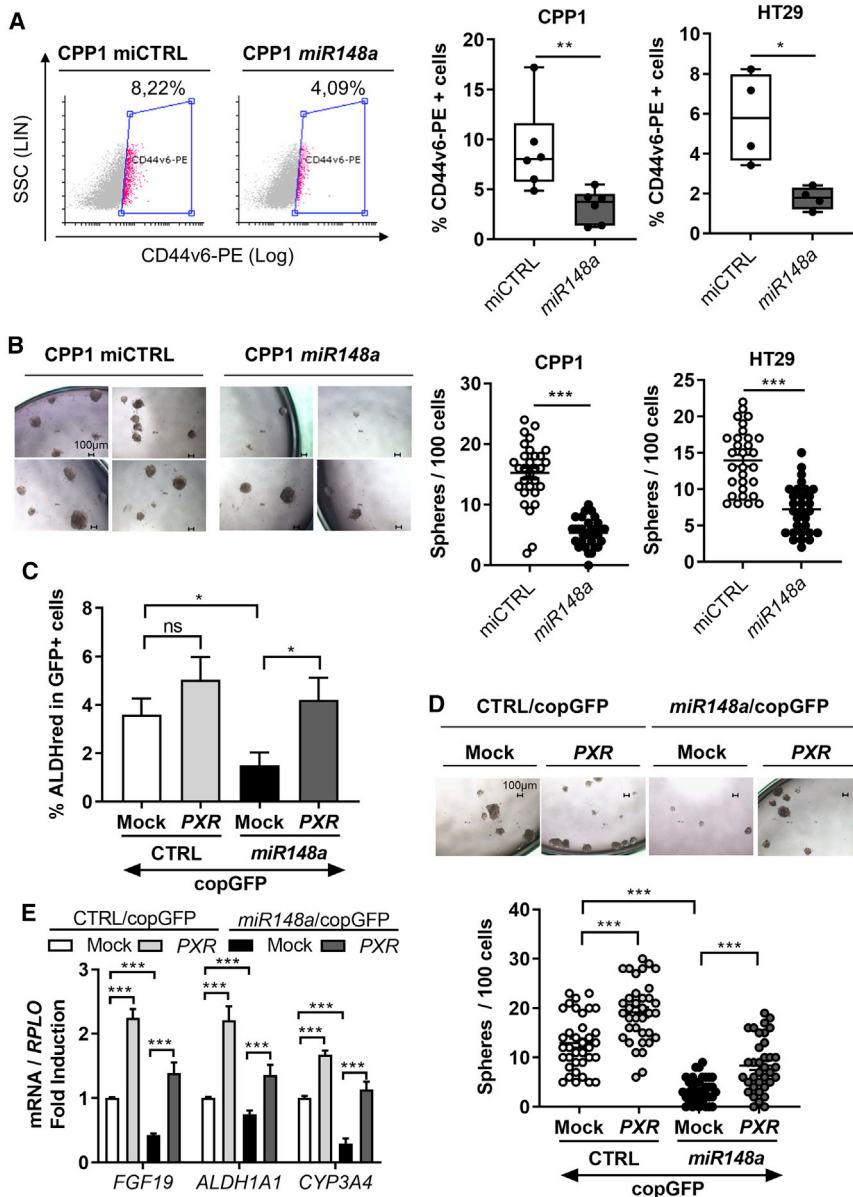 A
CPP1 miCTRL
CPP1 miR148a
8,22%
4,09%
CD44v6-PE
CD44v6-PE
SSC (LIN)
CD44v6-PE (Log)
CPP1
**
% CD44v6-PE + cells
20
15
10
5
0
miCTRL
miR148a
HT29
*
% CD44v6-PE + cells
10
8
6
4
2
0
miCTRL
miR148a
B
CPP1 miCTRL
CPP1 miR148a
100µm
CPP1
***
Spheres / 100 cells
30
20
10
0
miCTRL
miR148a
HT29
***
Spheres / 100 cells
25
20
15
10
5
0
miCTRL
miR148a
C
% ALDHred in GFP+ cells
8
6
4
2
0
*
ns
*
Mock PXR Mock PXR
CTRL miR148a
copGFP
D
CTRL/copGFP miR148a/copGFP
Mock PXR Mock PXR
100µm
Spheres / 100 cells
40
30
20
10
0
***
***
***
Mock PXR Mock PXR
CTRL miR148a
copGFP
E
CTRL/copGFP miR148a/copGFP
Mock PXR Mock PXR
mRNA / RPLO
Fold Induction
3
2
1
0
*** *** ***
*** *** ***
*** *** ***
FGF19 ALDH1A1 CYP3A4